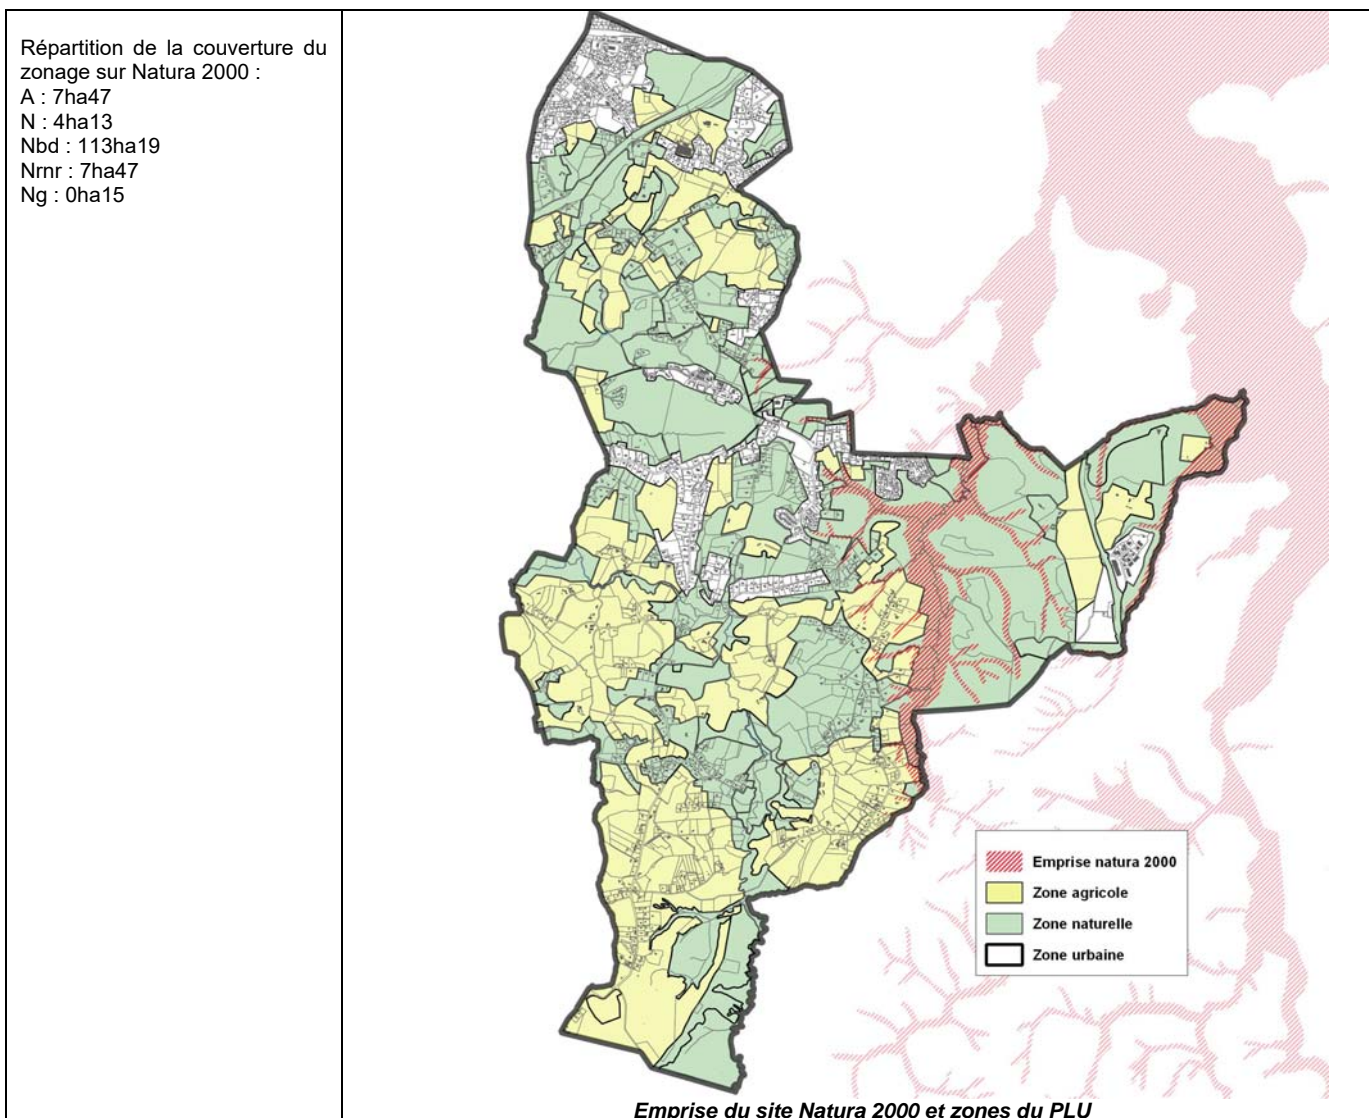 Répartition de la couverture du
zonage sur Natura 2000 :
A : 7ha47
N : 4ha13
Nbd : 113ha19
Nrnr : 7ha47
Ng : 0ha15
Emprise natura 2000
Zone agricole
Zone naturelle
Zone urbaine
Emprise du site Natura 2000 et zones du PLU